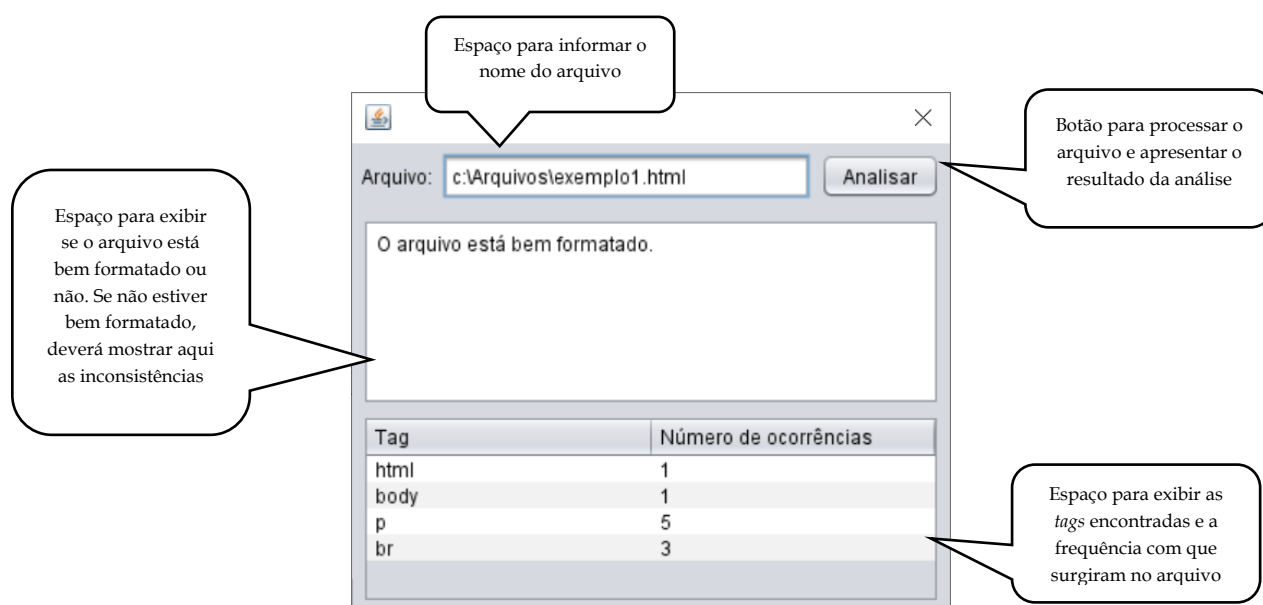 Espaço para informar o
nome do arquivo
Botão para processar o
arquivo e apresentar o
resultado da análise
Arquivo: c:\Arquivos\exemplo1.html Analisar
Espaço para exibir
se o arquivo está
bem formatado ou
não. Se não estiver
bem formatado,
deverá mostrar aqui
as inconsistências
O arquivo está bem formatado.
Tag Número de ocorrências
html 1
body 1
p 5
br 3
Espaço para exibir as
tags encontradas e a
frequência com que
surgiram no arquivo